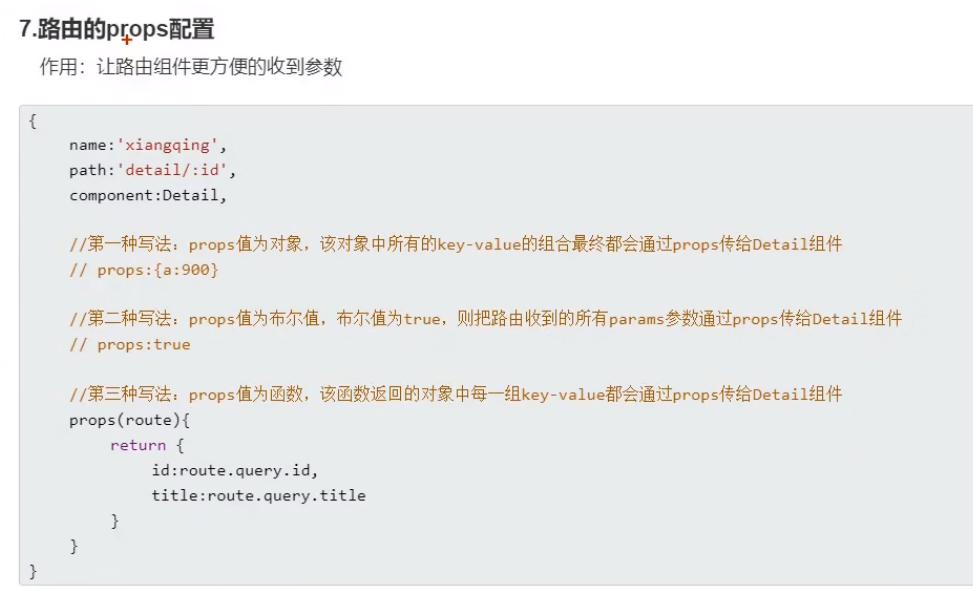 7.路由的props配置
作用：让路由组件更方便的收到参数
{
name:'xiangqing',
path:'detail/:id',
component:Detail,
//第一种写法：props值为对象，该对象中所有的key-value的组合最终都会通过props传给Detail组件
// props:{a:900}
//第二种写法：props值为布尔值，布尔值为true，则把路由收到的所有params参数通过props传给Detail组件
// props:true
//第三种写法：props值为函数，该函数返回的对象中每一组key-value都会通过props传给Detail组件
props(route){
return {
id:route.query.id,
title:route.query.title
}
}
}